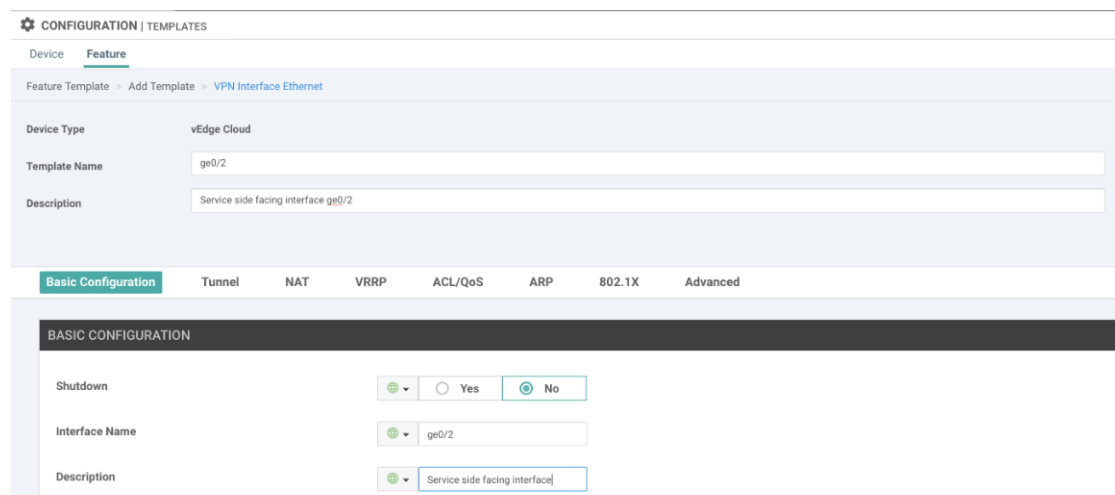 CONFIGURATION | TEMPLATES
Device Feature
Feature Template > Add Template > VPN Interface Ethernet
Device Type vEdge Cloud
Template Name ge0/2
Description Service side facing interface ge0/2
Basic Configuration Tunnel NAT VRRP ACL/QoS ARP 802.1X Advanced
BASIC CONFIGURATION
Shutdown Yes No
Interface Name ge0/2
Description Service side facing interface